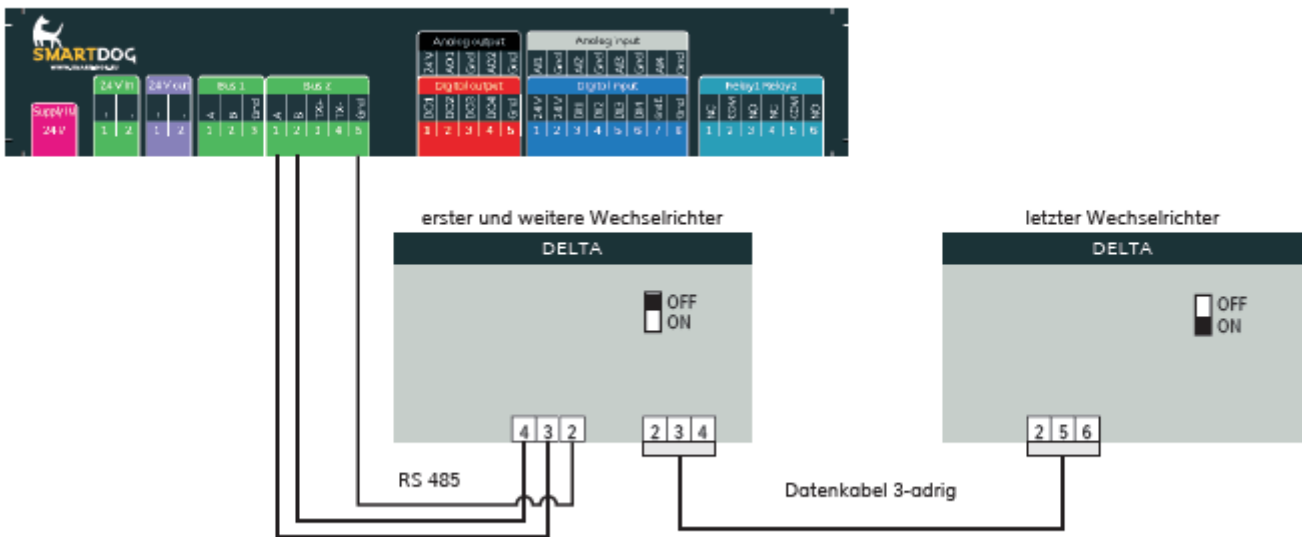 SMARTDOG
Analog output
Analog input
24V AO1 Gnd AO2 Gnd
AI1 Gnd AI2 Gnd AI3 Gnd AI4 Gnd
24 V in
24V out
Bus 1
Bus 2
Digital output
Digital input
Relay1 Relay2
A B Gnd
A B TX+ TX- Gnd
DO1 DO2 DO3 DO4 Gnd
24V 24V DI1 DI2 DI3 DI4 Gnd
NC COM NO NC COM NO
24 V
1 2
1 2
1 2 3
1 2 3 4 5
1 2 3 4 5
1 2 3 4 5 6 7 8
1 2 3 4 5 6
erster und weitere Wechselrichter
letzter Wechselrichter
DELTA
DELTA
OFF
ON
OFF
ON
4 3 2
2 3 4
2 5 6
RS 485
Datenkabel 3-adrig